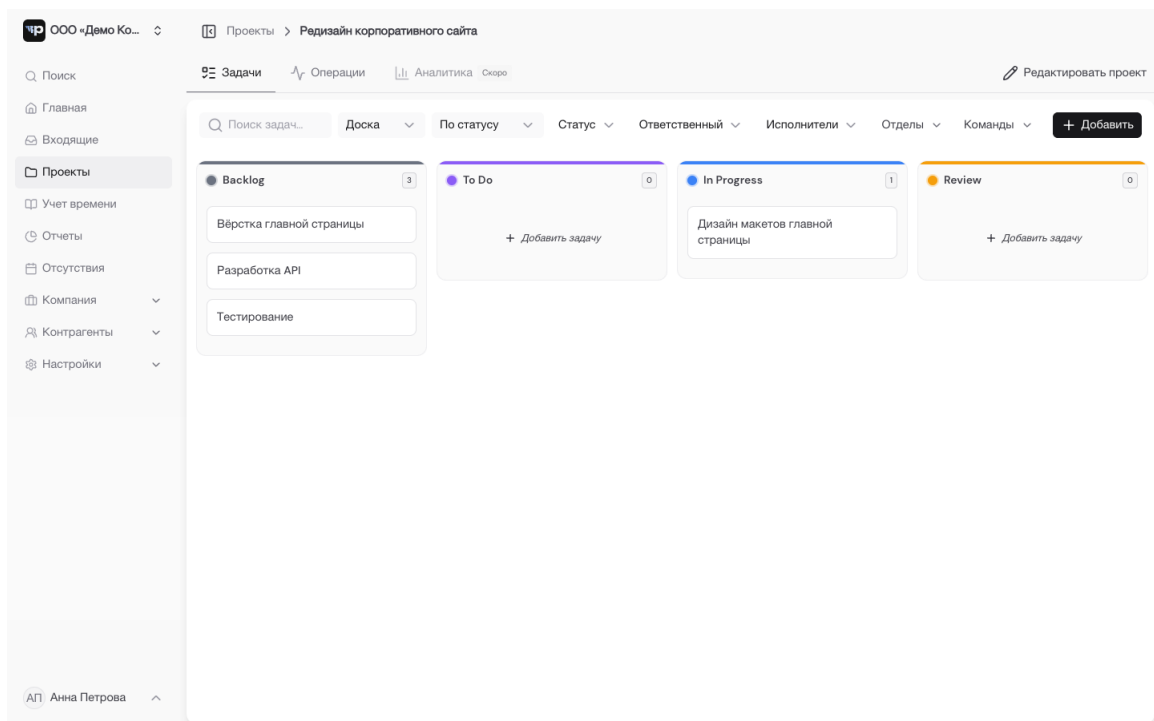 ООО «Демо Ко...
Проекты > Редизайн корпоративного сайта
Поиск
Главная
Входящие
Проекты
Учет времени
Отчеты
Отсутствия
Компания
Контрагенты
Настройки
АП Анна Петрова
Задачи Операции Аналитика Скоро Редактировать проект
Поиск задач... Доска По статусу Статус Ответственный Исполнители Отделы Команды + Добавить
Backlog 3
Вёрстка главной страницы
Разработка API
Тестирование
To Do 0
+ Добавить задачу
In Progress 1
Дизайн макетов главной
страницы
Review 0
+ Добавить задачу